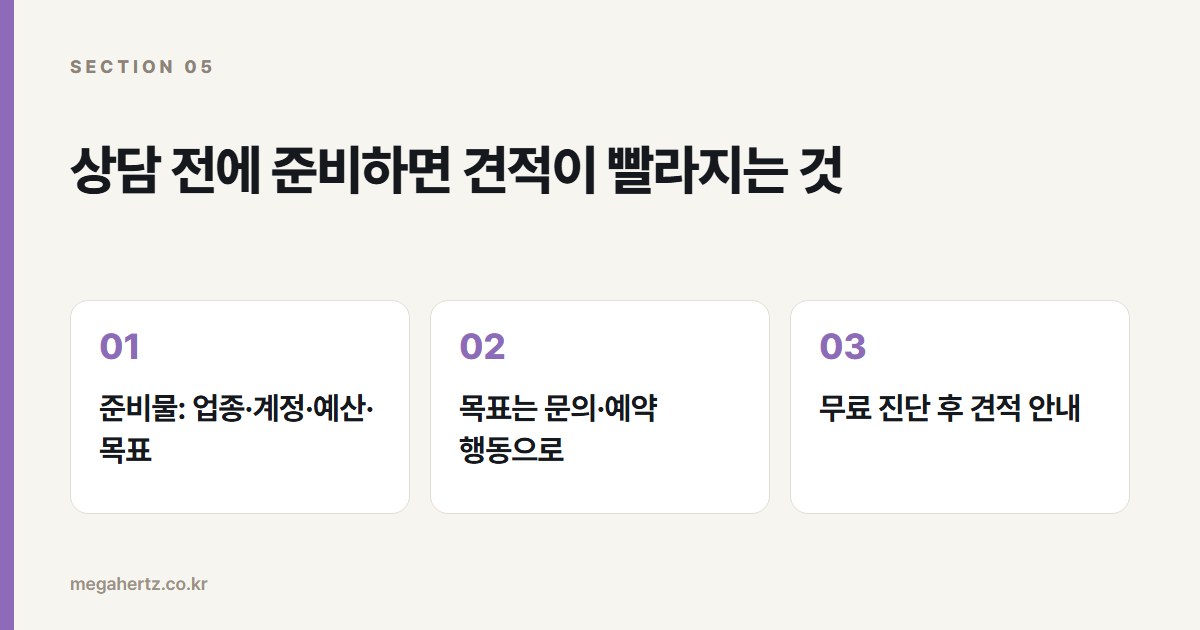 SECTION 05
상담 전에 준비하면 견적이 빨라지는 것
01
준비물: 업종·계정·예산·
목표
02
목표는 문의·예약
행동으로
03
무료 진단 후 견적 안내
megahertz.co.kr